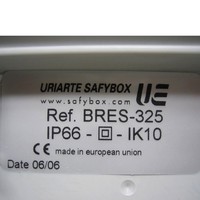 URIARTE SAFYBOX
www.safybox.com
UE
Ref. BRES-325
IP66 - - IK10
CE made in european union
Date 06/06